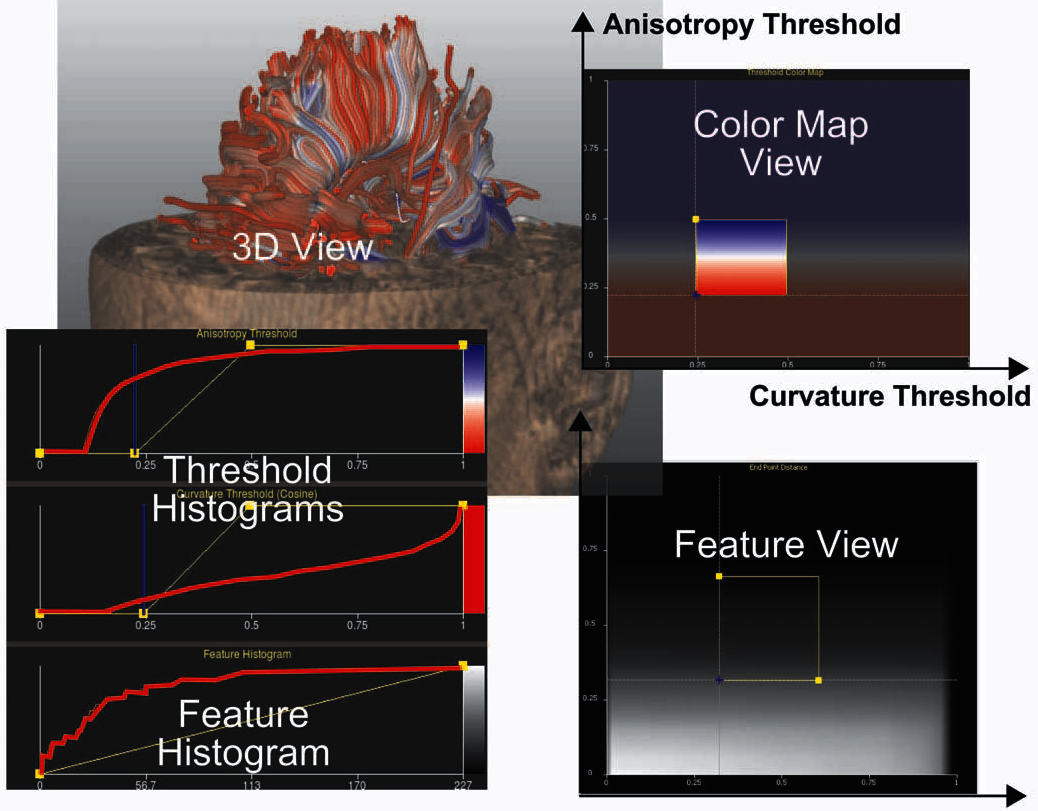 Anisotropy Threshold
Threshold Color Map
1
0.75
0.5
0.25
0
0 0.25 0.5 0.75 1
Color Map
View
Curvature Threshold
3D View
Anisotropy Threshold
0 0.25 0.5 0.75 1
Threshold
Histograms
Curvature Threshold (Cosine)
0 0.25 0.5 0.75 1
Feature Histogram
Feature
Histogram
0 567 113 170 227
End Point Distance
Feature View
1
0.75
0.5
0.25
0
0 0.25 0.5 0.75 1